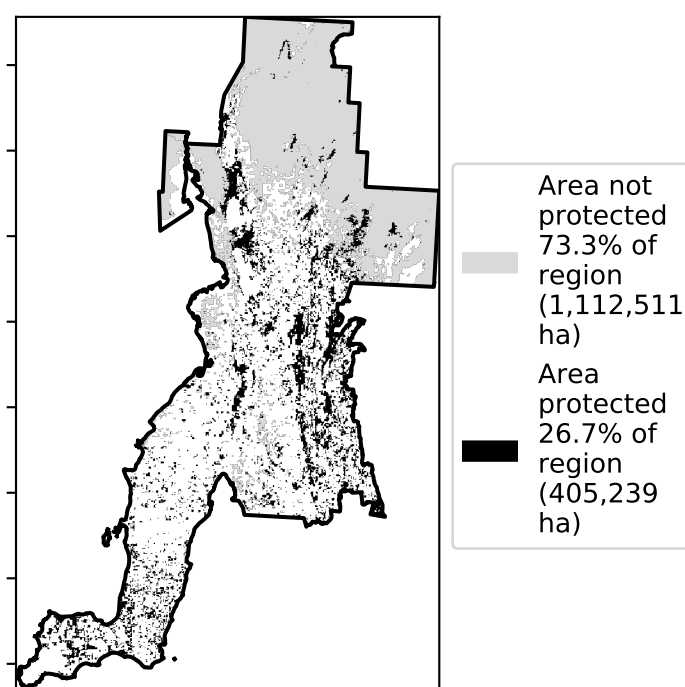 Area not
protected
73.3% of
region
(1,112,511
ha)
Area
protected
26.7% of
region
(405,239
ha)